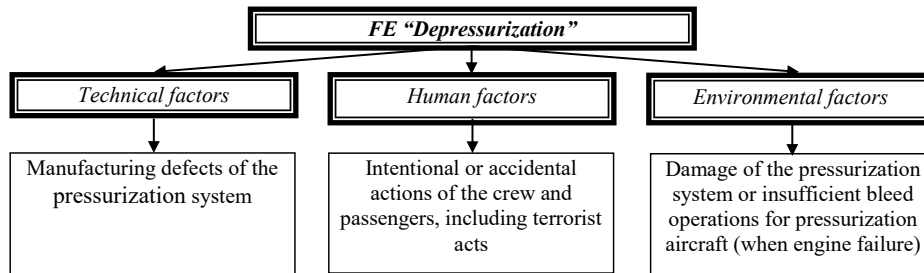 FE “Depressurization”
Technical factors
Human factors
Environmental factors
Manufacturing defects of the
pressurization system
Intentional or accidental
actions of the crew and
passengers, including terrorist
acts
Damage of the pressurization
system or insufficient bleed
operations for pressurization
aircraft (when engine failure)